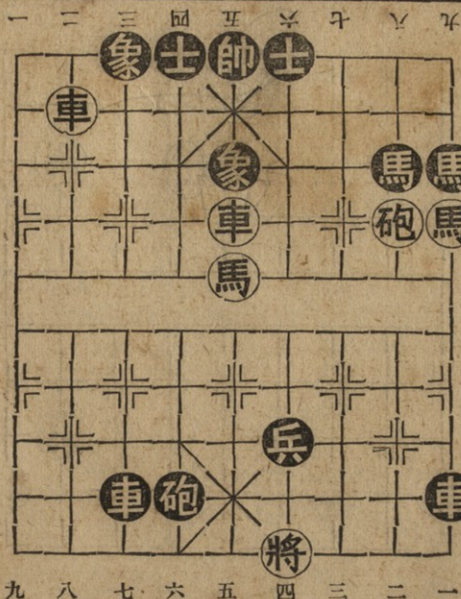 一 二 三 四 五 六 七 八 九
象 士 帥 士
車
象 馬 馬
車 砲 馬
馬
兵
車 砲 車
將
九 八 七 六 五 四 三 二 一